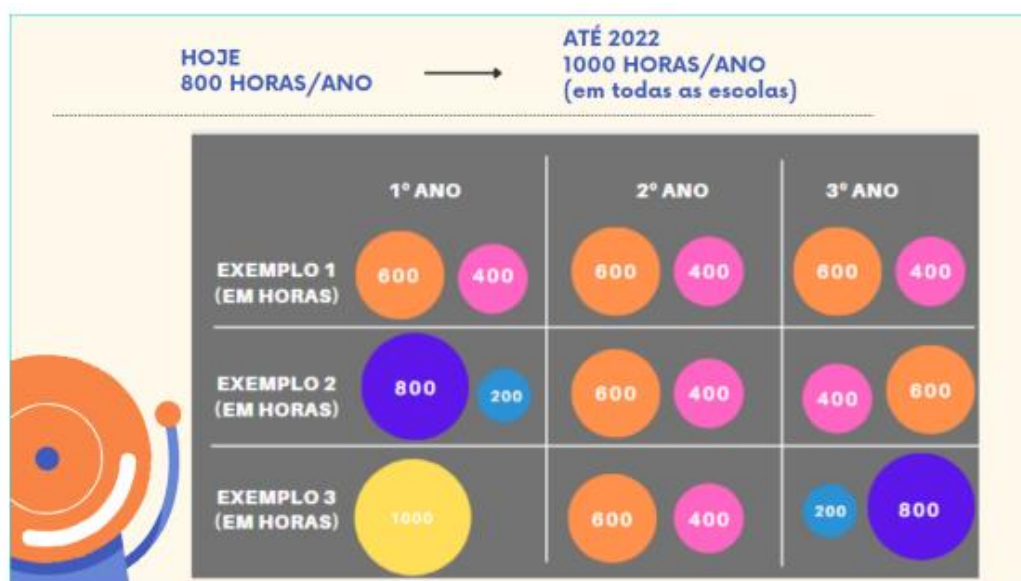 HOJE
800 HORAS/ANO
ATÉ 2022
1000 HORAS/ANO
(em todas as escolas)
1º ANO
2º ANO
3º ANO
EXEMPLO 1
(EM HORAS)
600
400
600
400
600
400
EXEMPLO 2
(EM HORAS)
800
200
600
400
400
600
EXEMPLO 3
(EM HORAS)
1000
600
400
200
800